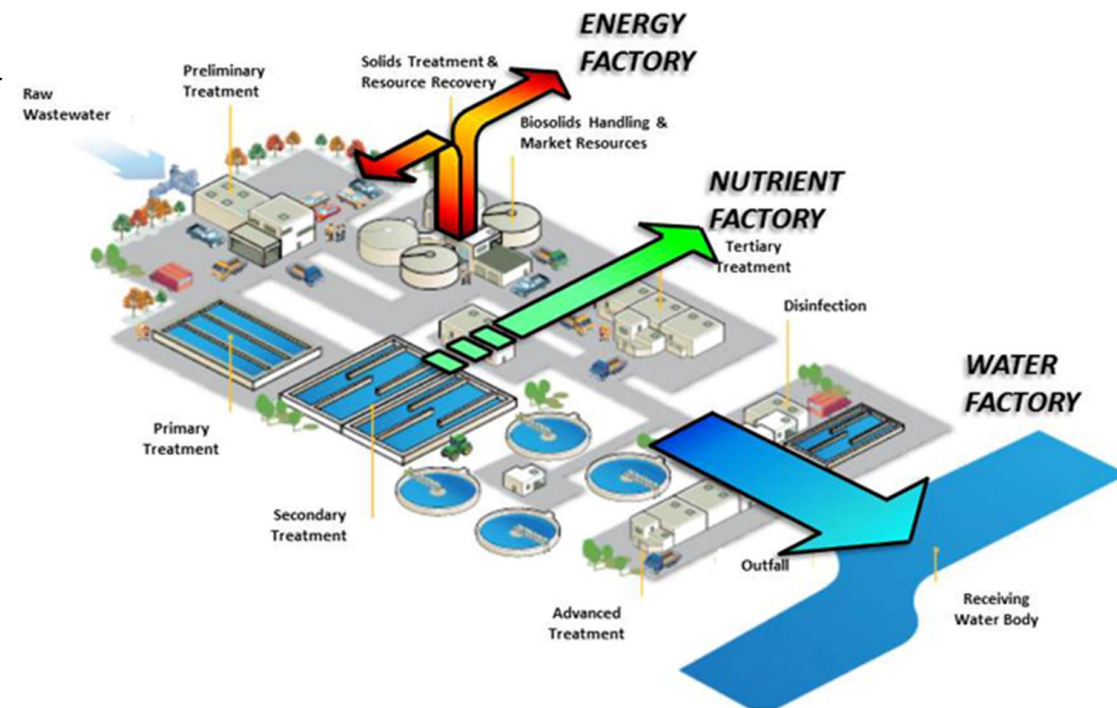 ENERGY
FACTORY
Solids Treatment &
Resource Recovery
Preliminary
Treatment
Raw
Wastewater
Biosolids Handling &
Market Resources
NUTRIENT
FACTORY
Tertiary
Treatment
Disinfection
WATER
FACTORY
Primary
Treatment
Secondary
Treatment
Outfall
Advanced
Treatment
Receiving
Water Body